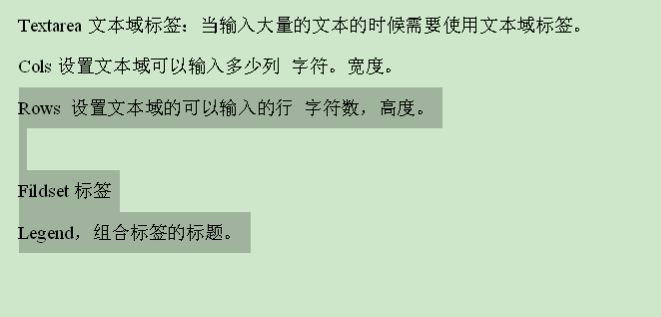 Textarea 文本域标签：当输入大量的文本的时候需要使用文本域标签。
Cols 设置文本域可以输入多少列 字符。宽度。
Rows 设置文本域的可以输入的行 字符数，高度。
Fildset 标签
Legend，组合标签的标题。